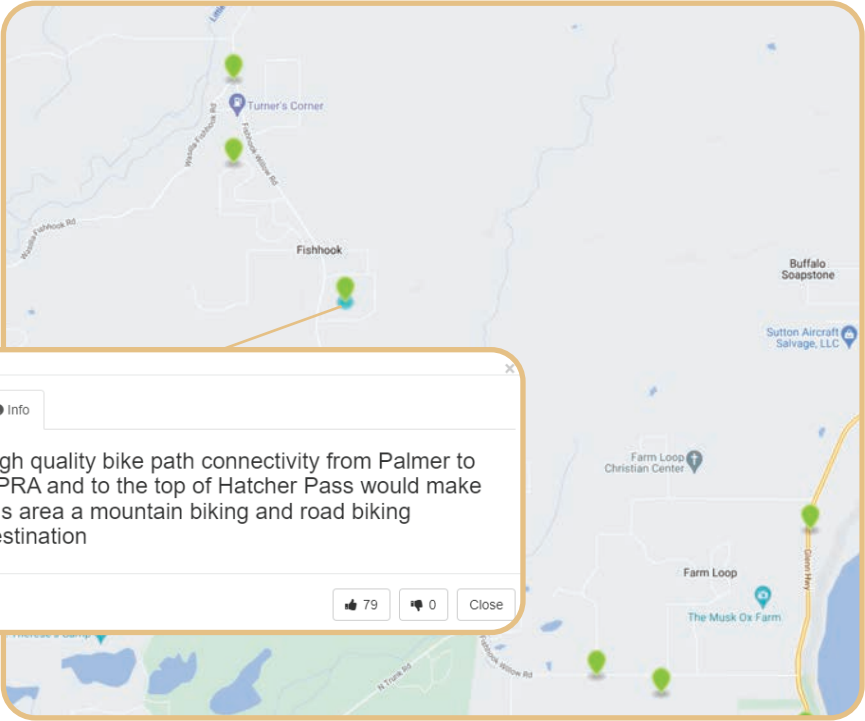 Little
Turner's Corner
Wasilla Fishhook Rd
Fishhook Willow Rd
Wasilla Fishhook Rd
Fishhook
Buffalo
Soapstone
Sutton Aircraft
Salvage, LLC
×
Info
gh quality bike path connectivity from Palmer to
PRA and to the top of Hatcher Pass would make
s area a mountain biking and road biking
estination
79
0
Close
Farm Loop
Christian Center
Farm Loop
Glenn Hwy
The Musk Ox Farm
Fishhook Willow Rd
N Trunk Rd